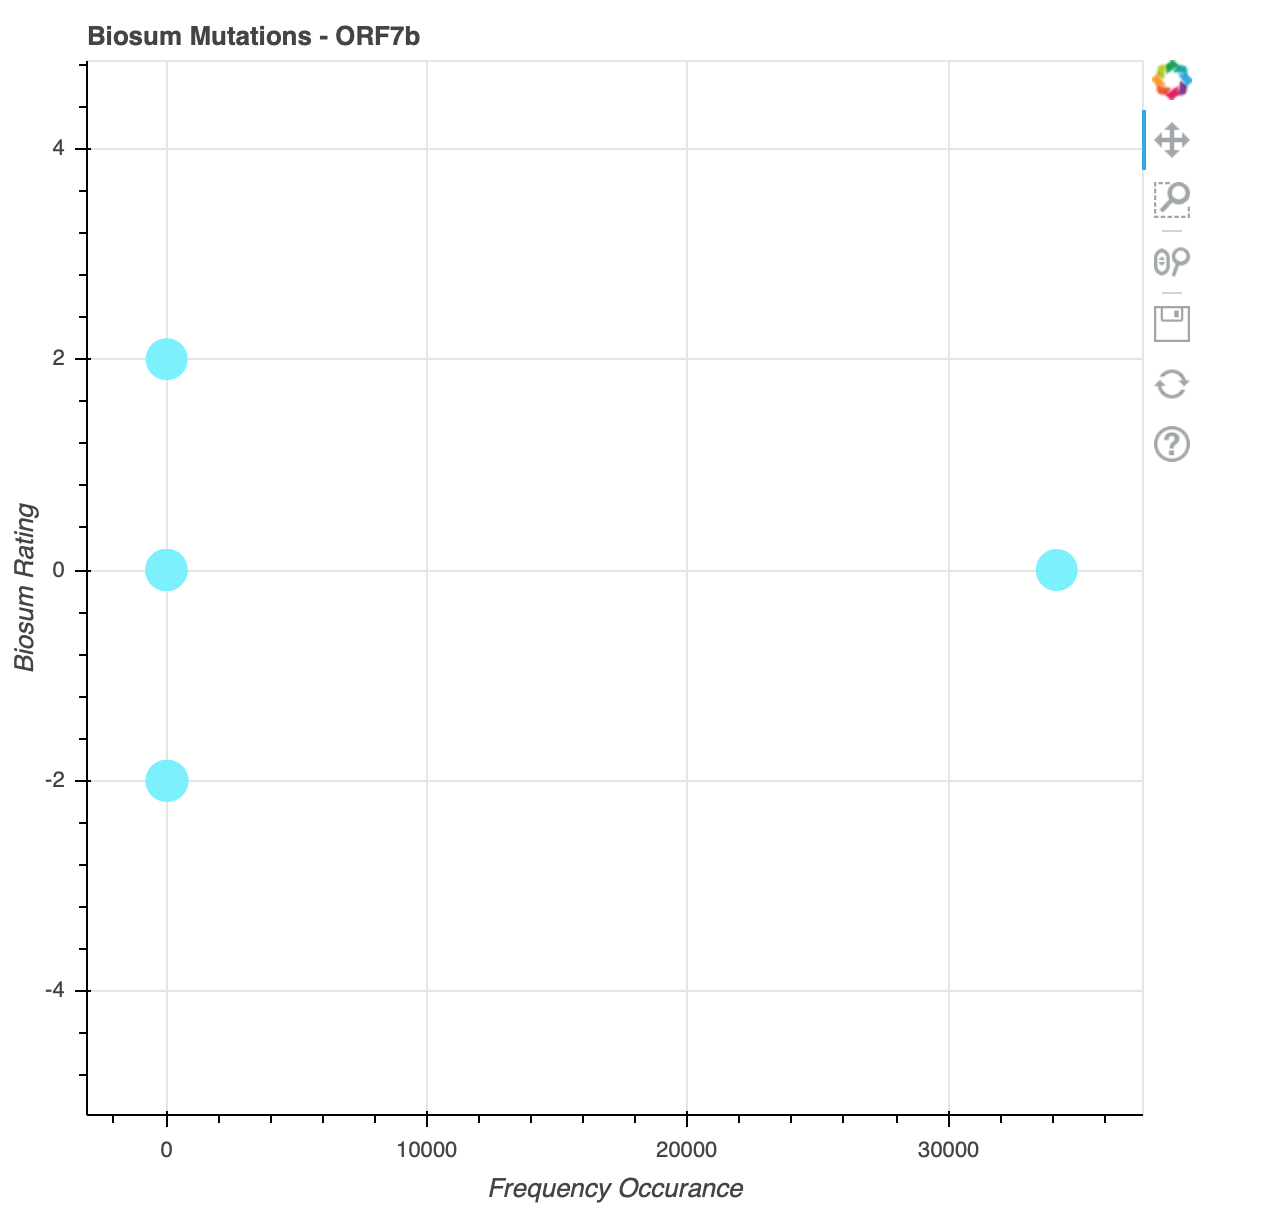 Biosum Mutations - ORF7b
4
2
0
-2
-4
Biosum Rating
0 10000 20000 30000
Frequency Occurance